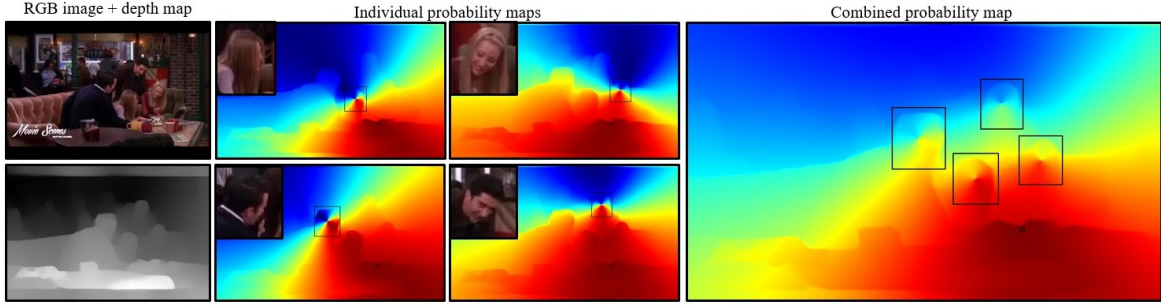 RGB image + depth map
Individual probability maps
Combined probability map
Movie Scenes